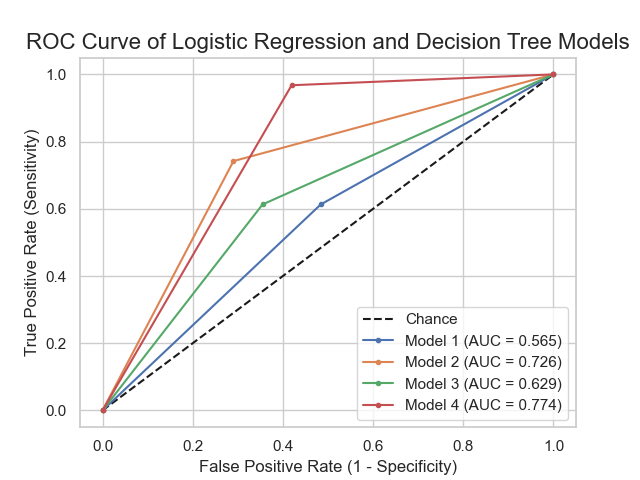 ROC Curve of Logistic Regression and Decision Tree Models
True Positive Rate (Sensitivity)
1.0
0.8
0.6
0.4
0.2
0.0
Chance
Model 1 (AUC = 0.565)
Model 2 (AUC = 0.726)
Model 3 (AUC = 0.629)
Model 4 (AUC = 0.774)
0.0 0.2 0.4 0.6 0.8 1.0
False Positive Rate (1 - Specificity)